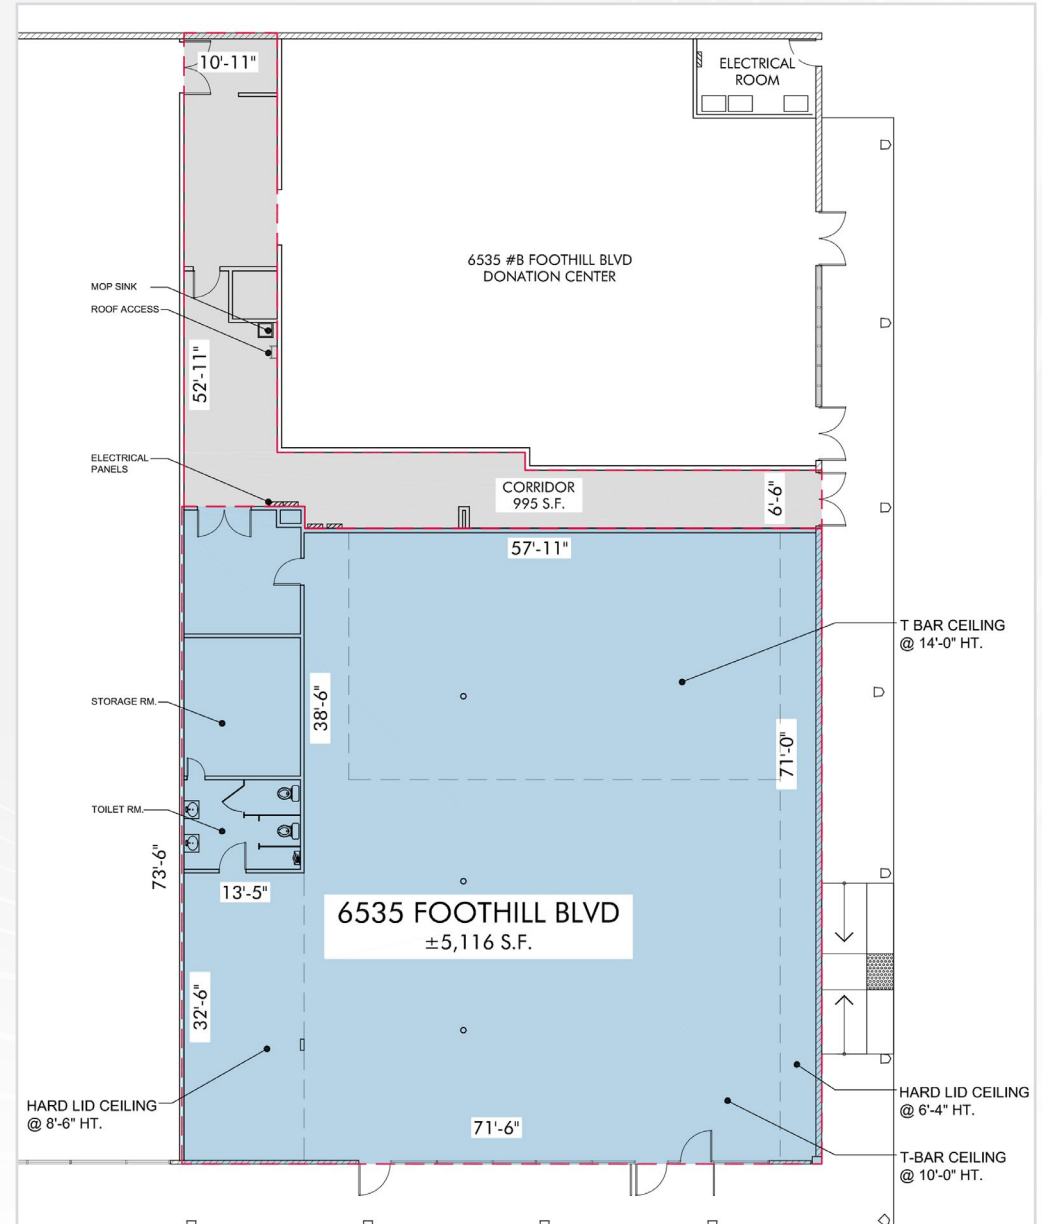 10'-11"
ELECTRICAL
ROOM
6535 #B FOOTHILL BLVD
DONATION CENTER
MOP SINK
ROOF ACCESS
52'-11"
ELECTRICAL
PANELS
CORRIDOR
995 S.F.
6'-6"
57'-11"
T BAR CEILING
@ 14'-0" HT.
38'-6"
STORAGE RM.
71'-0"
TOILET RM.
73'-6"
13'-5"
6535 FOOTHILL BLVD
±5,116 S.F.
32'-6"
HARD LID CEILING
@ 8'-6" HT.
HARD LID CEILING
@ 6'-4" HT.
71'-6"
T-BAR CEILING
@ 10'-0" HT.